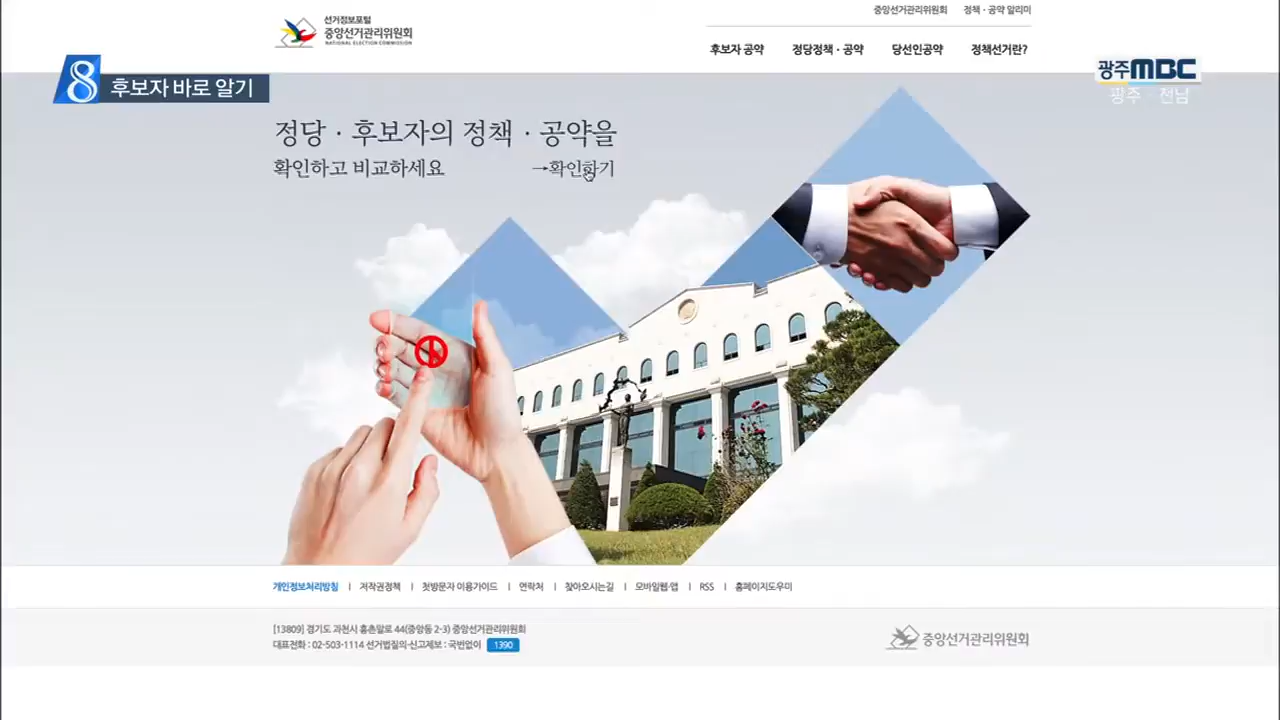 선거정보포털
중앙선거관리위원회
NATIONAL ELECTION COMMISSION
중앙선거관리위원회 정책·공약 알리미
후보자 공약 정당정책·공약 당선인공약 정책선거란?
8 후보자 바로 알기
광주MBC
광주·전남
정당·후보자의 정책·공약을
확인하고 비교하세요 →확인하기
개인정보처리방침 | 저작권정책 | 첫방문자 이용가이드 | 연락처 | 찾아오시는길 | 모바일웹·앱 | RSS | 홈페이지도우미
[13809] 경기도 과천시 홍촌말로 44(중앙동 2-3) 중앙선거관리위원회
대표전화 : 02-503-1114 선거법질의·신고제보 : 국번없이 1390
중앙선거관리위원회